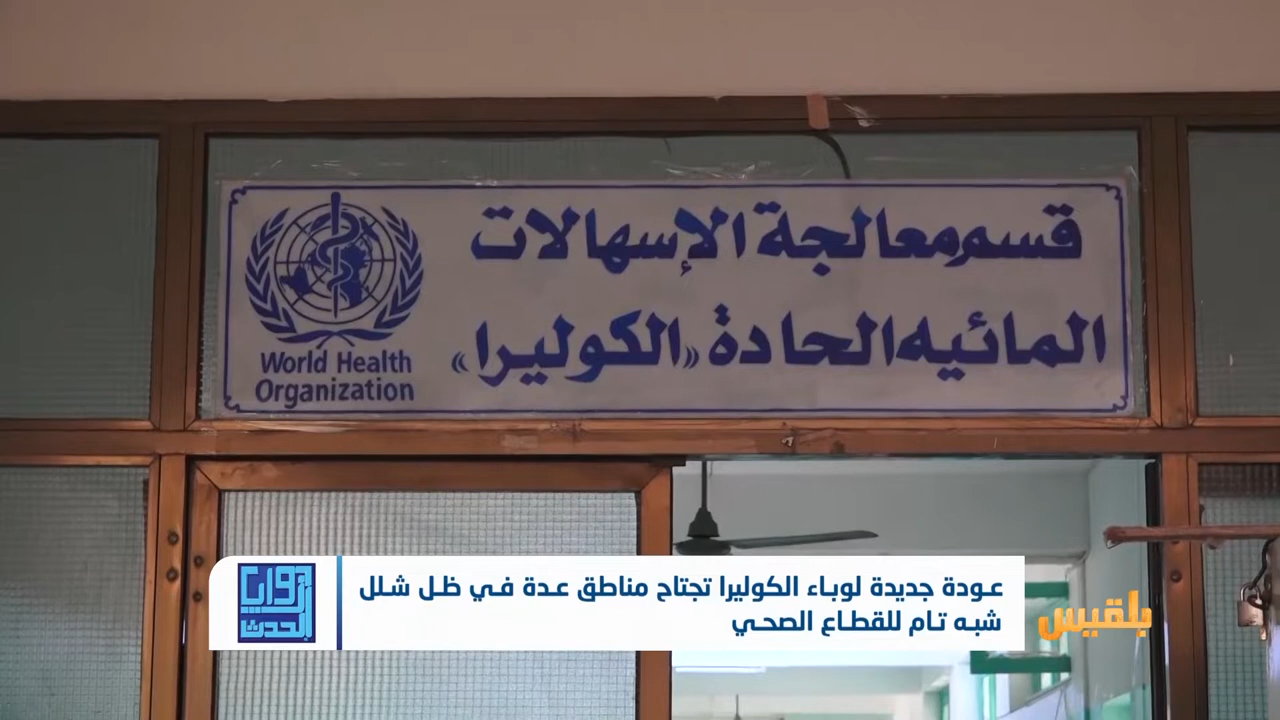 قسم معالجة الإسهالات
المائيه الحادة «الكوليرا»
World Health
Organization
عودة جديدة لوباء الكوليرا تجتاح مناطق عدة في ظل شلل
شبه تام للقطاع الصحي
بلقيس
الحدث